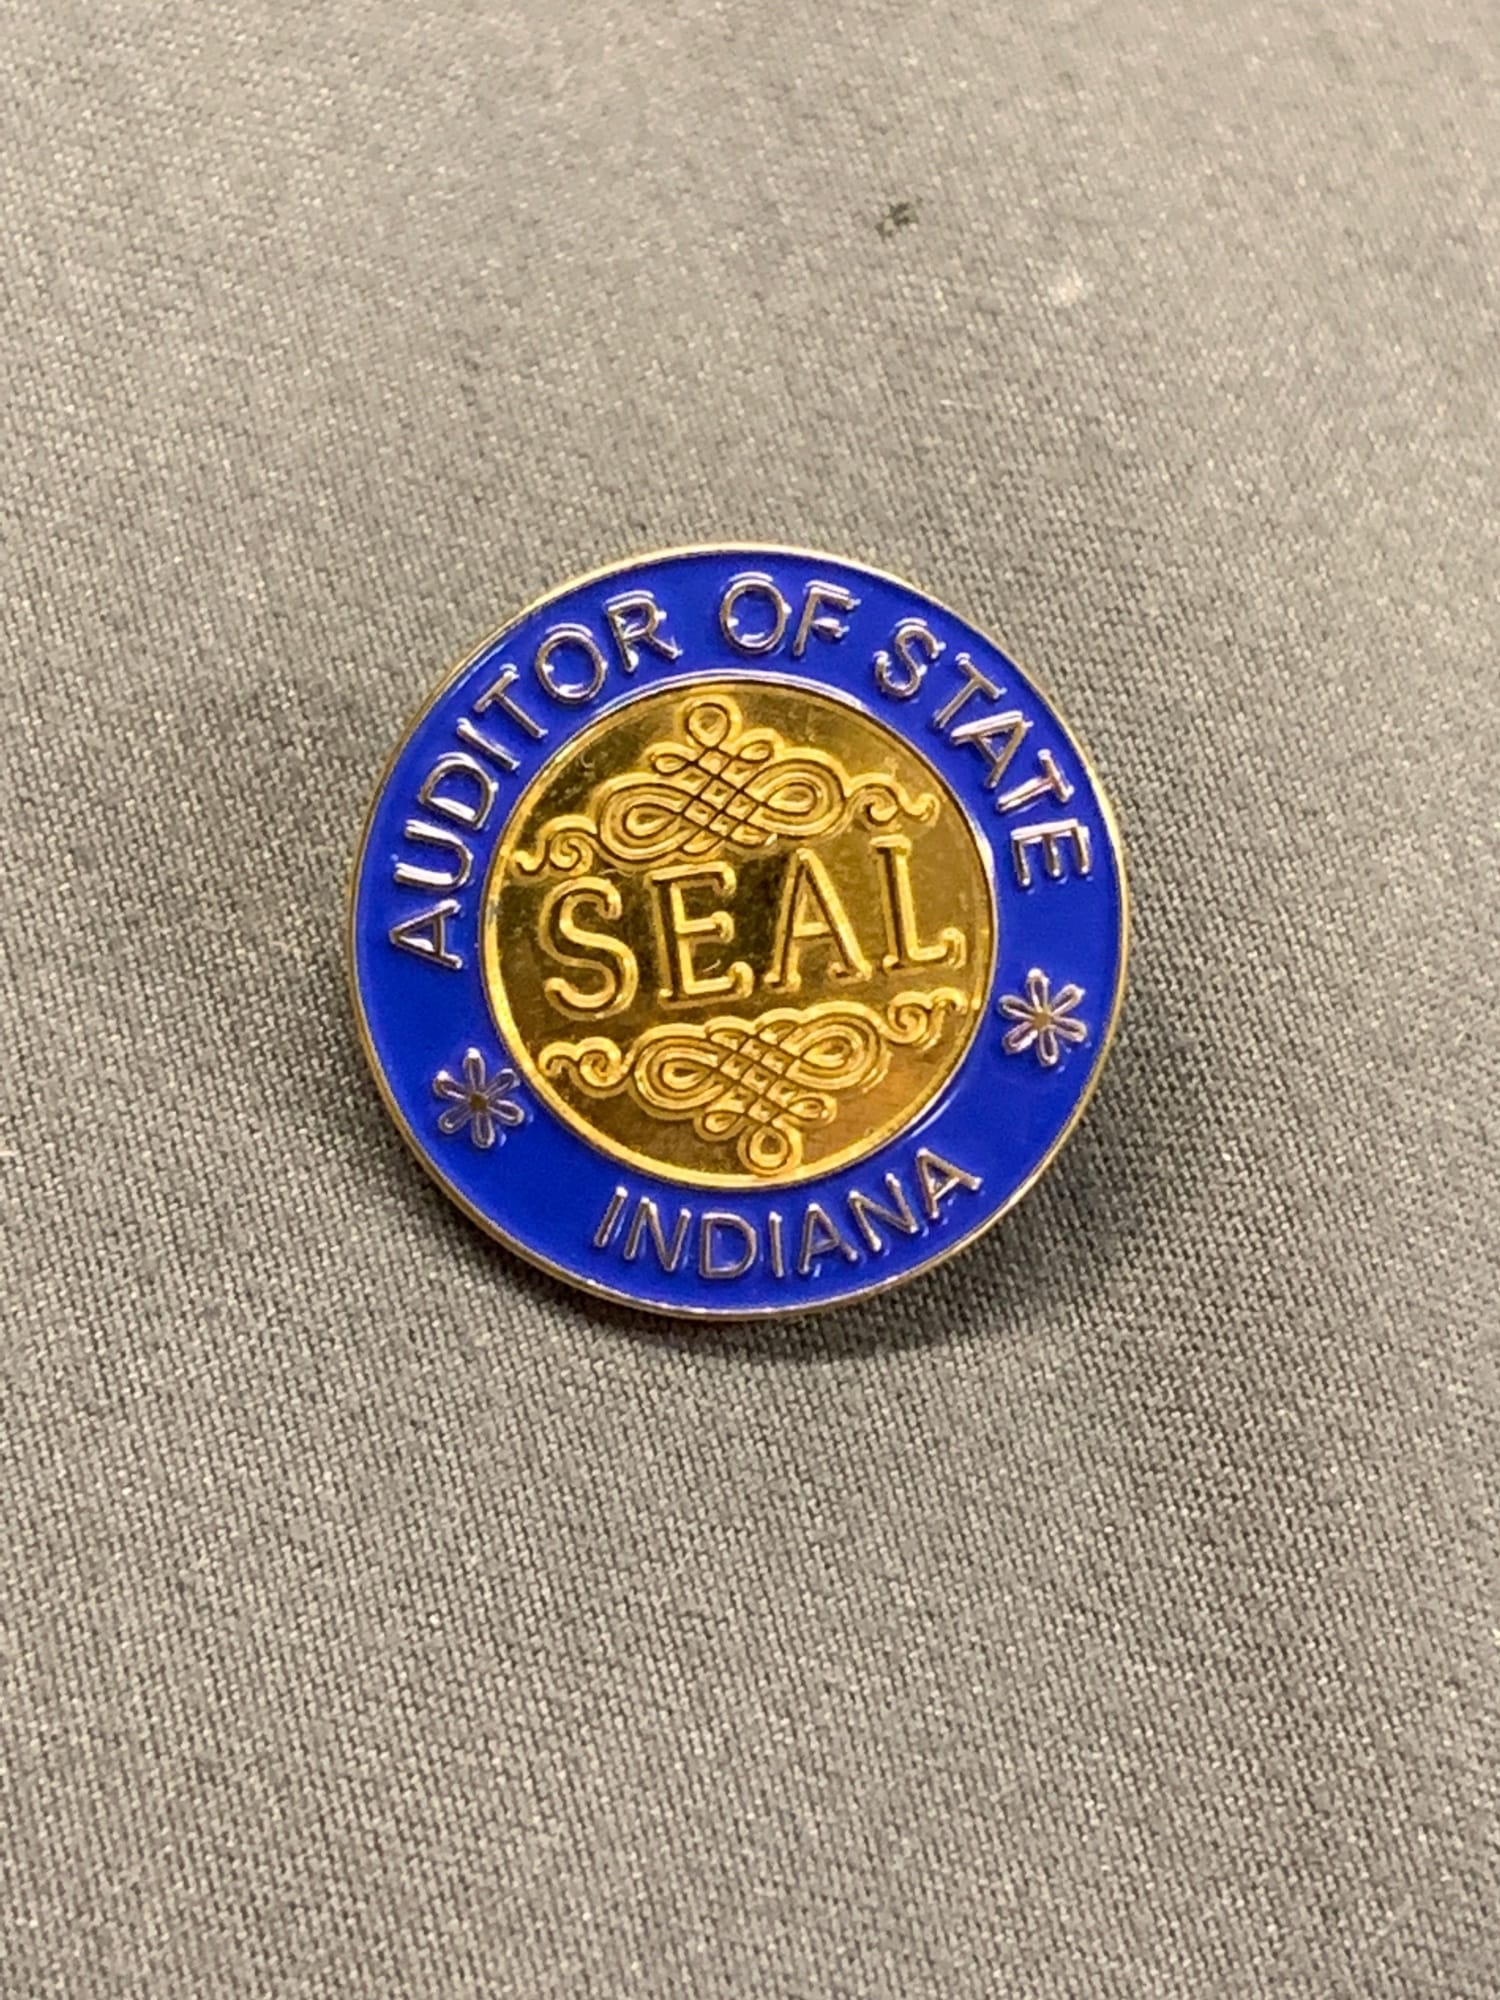 AUDITOR OF STATE
SEAL
INDIANA